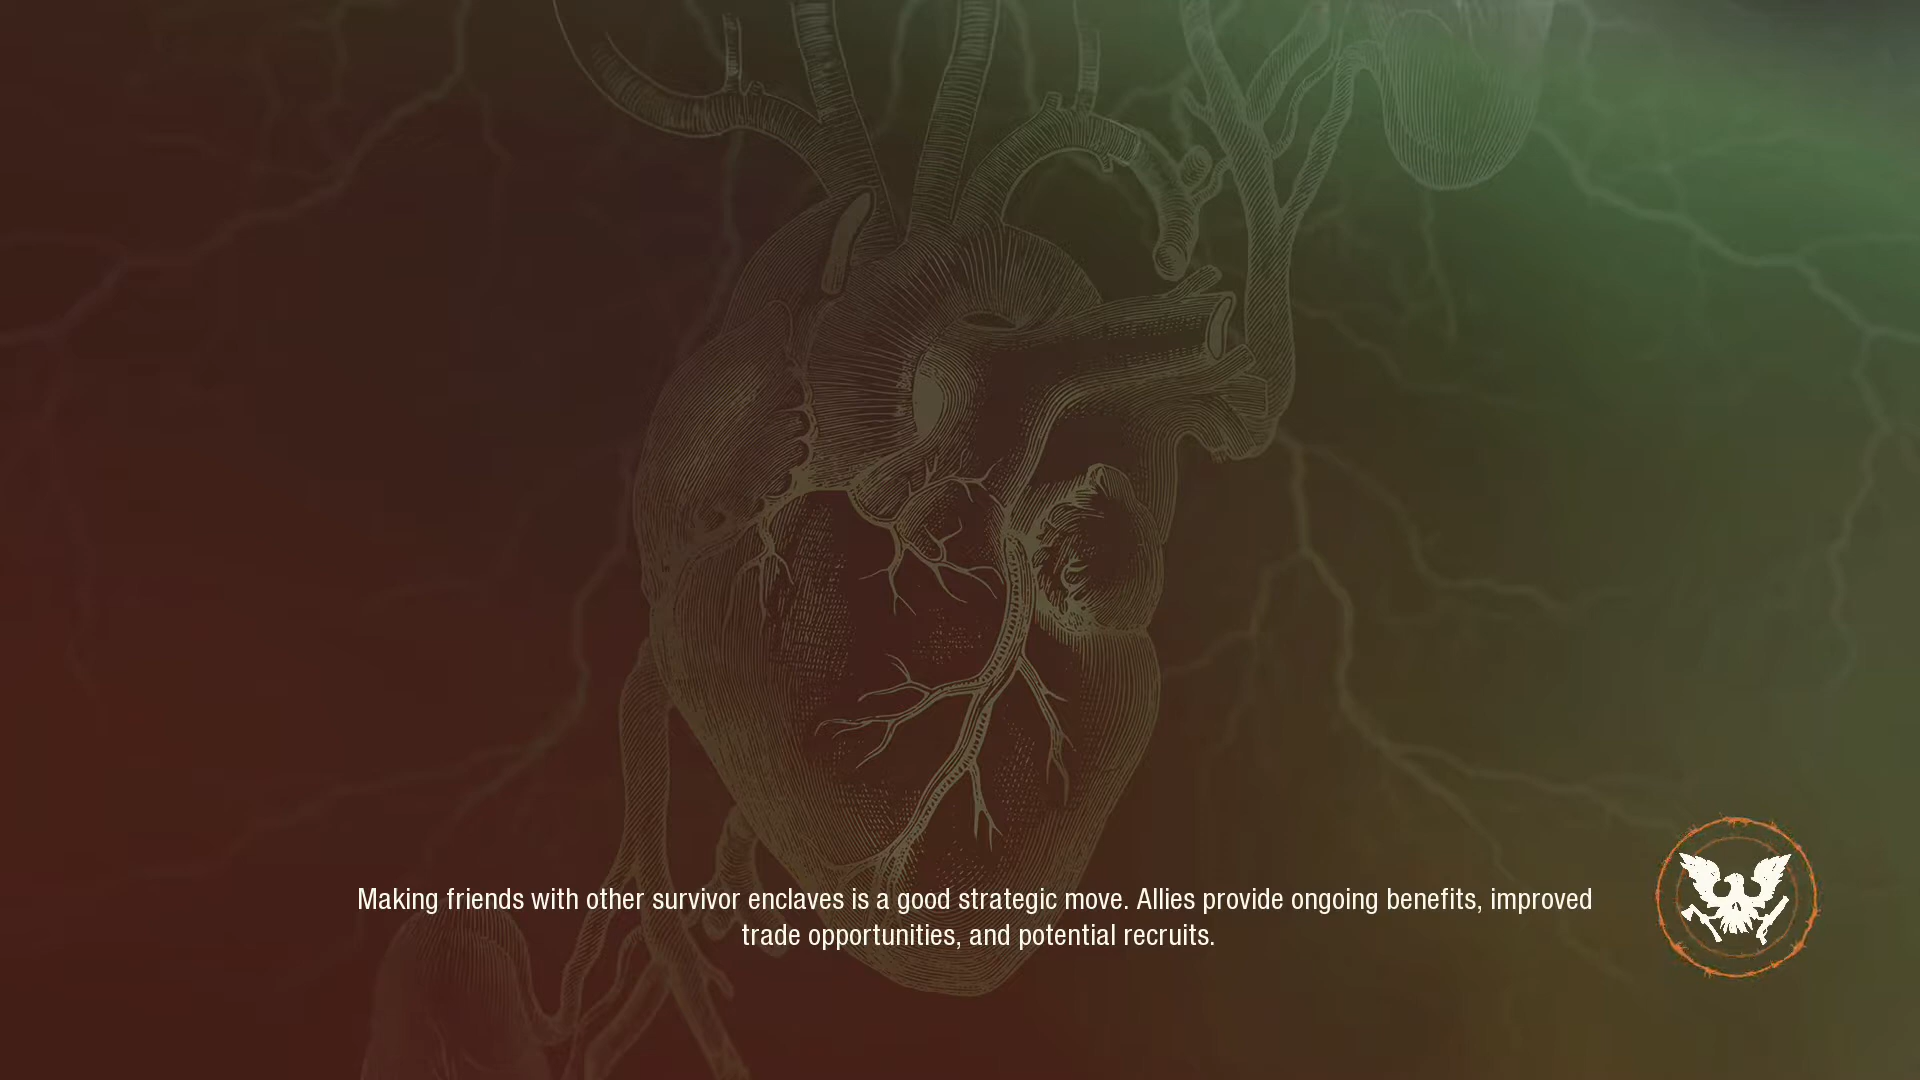 Making friends with other survivor enclaves is a good strategic move. Allies provide ongoing benefits, improved
trade opportunities, and potential recruits.